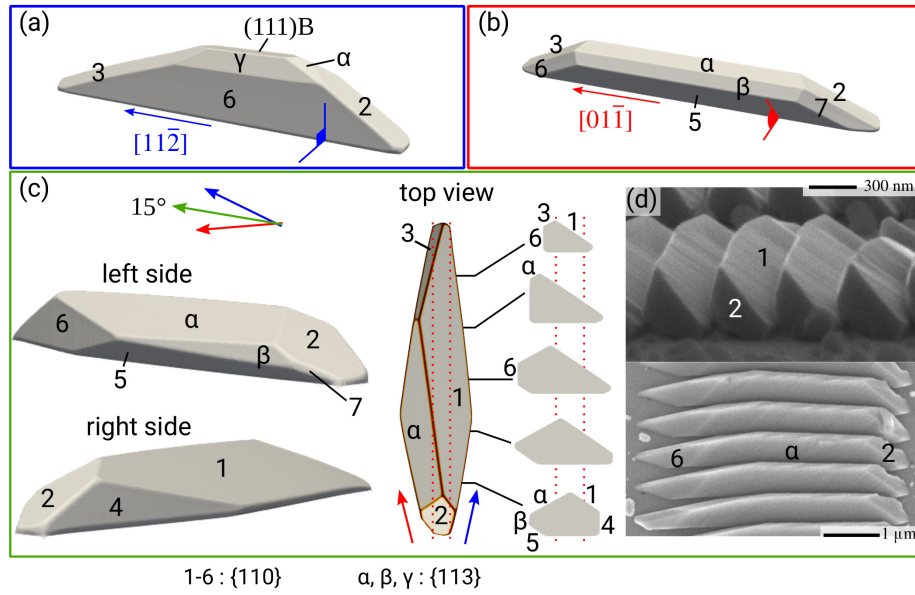 (a)
(111)B
γ
α
3
6
2
[112̅]
(b)
3
6
α
β
2
7
5
[011̅]
(c)
15°
left side
6
α
2
β
5
7
right side
1
2
4
top view
3
α
1
2
3 1
6
α
6
α 1
β 4
5
(d)
300 nm
1
2
6 α 2
1 μm
1-6 : {110}
α, β, γ : {113}